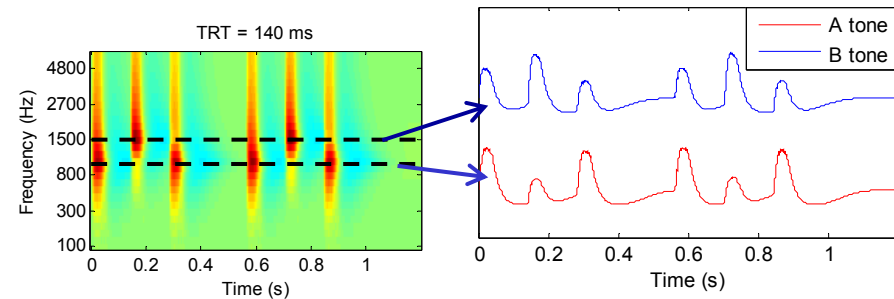 TRT = 140 ms
Frequency (Hz)
4800
2700
1500
800
300
100
0 0.2 0.4 0.6 0.8 1
Time (s)
A tone
B tone
0 0.2 0.4 0.6 0.8 1
Time (s)